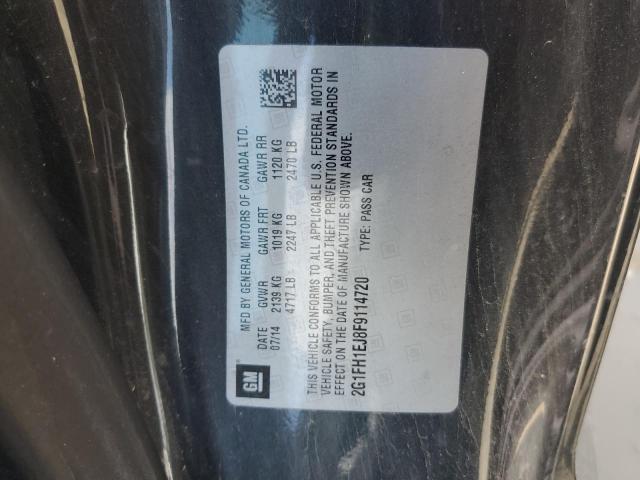 GM
MFD BY GENERAL MOTORS OF CANADA LTD.
DATE GVWR GAWR FRT GAWR RR
07/14 2139 KG 1019 KG 1120 KG
4717 LB 2247 LB 2470 LB
THIS VEHICLE CONFORMS TO ALL APPLICABLE U.S. FEDERAL MOTOR
VEHICLE SAFETY, BUMPER, AND THEFT PREVENTION STANDARDS IN
EFFECT ON THE DATE OF MANUFACTURE SHOWN ABOVE.
2G1FH1EJ8F9114720 TYPE: PASS CAR